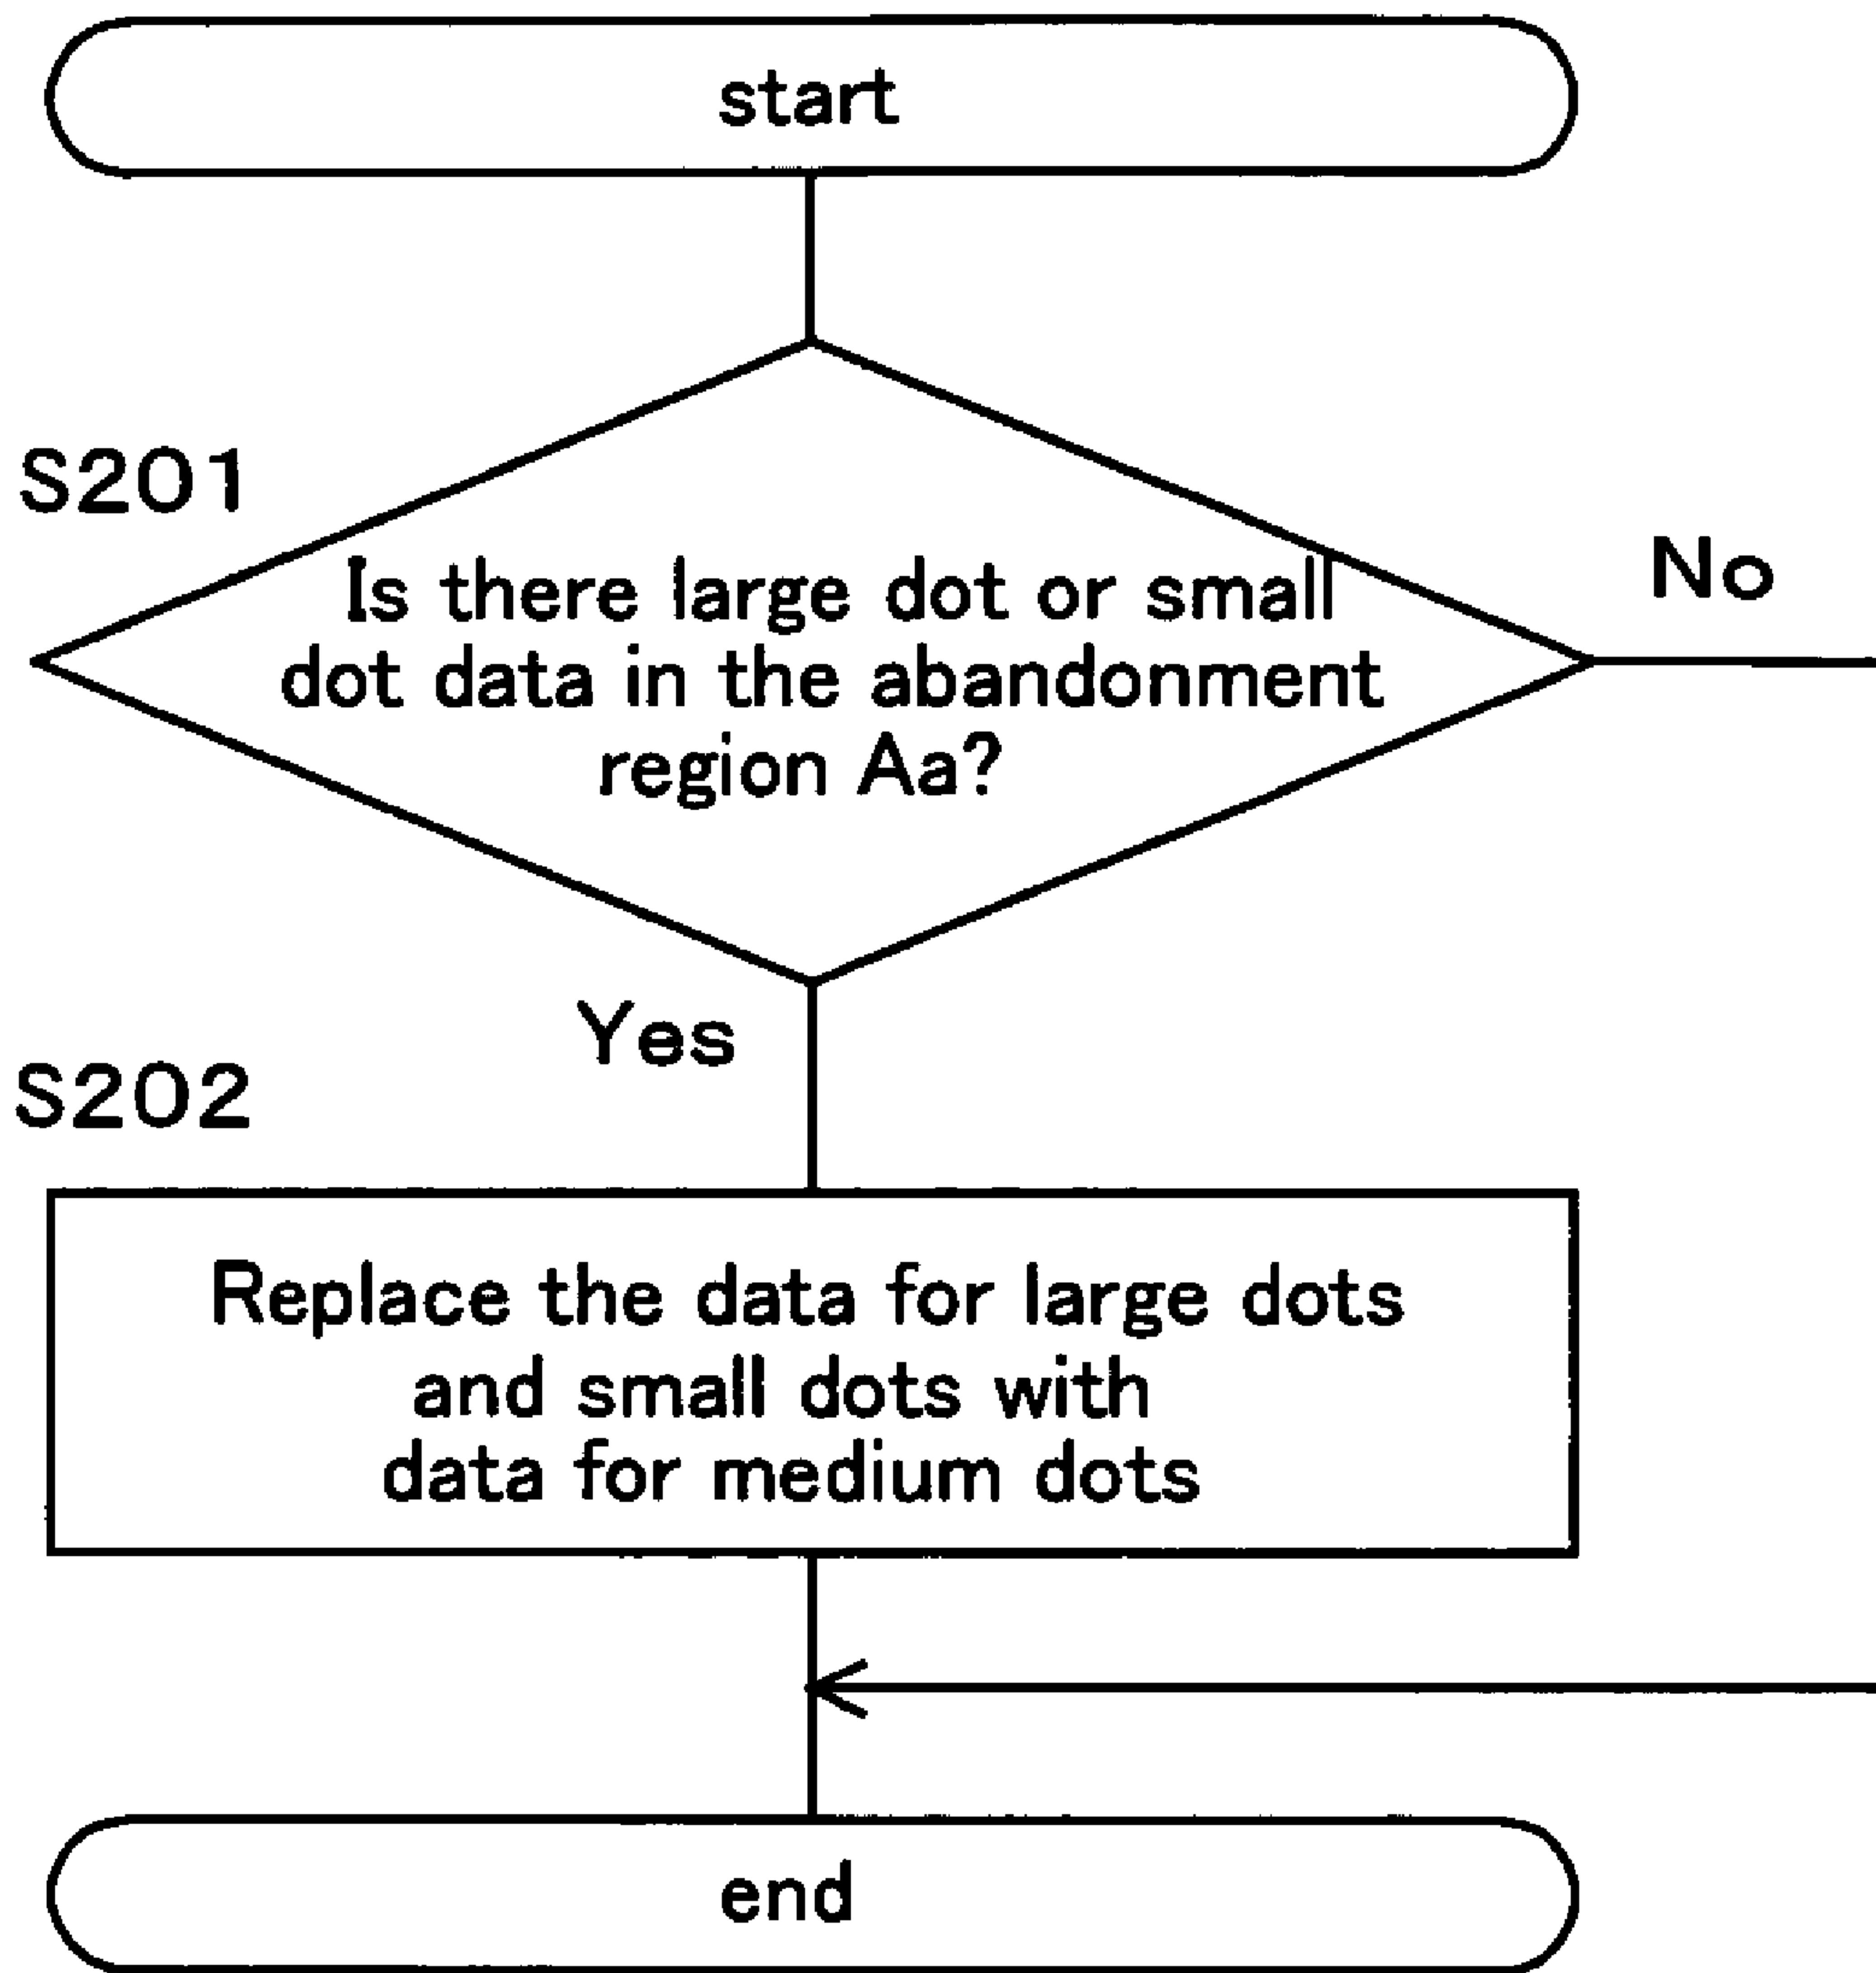 start
S201
Is there large dot or small
dot data in the abandonment
region Aa?
No
Yes
S202
Replace the data for large dots
and small dots with
data for medium dots
end